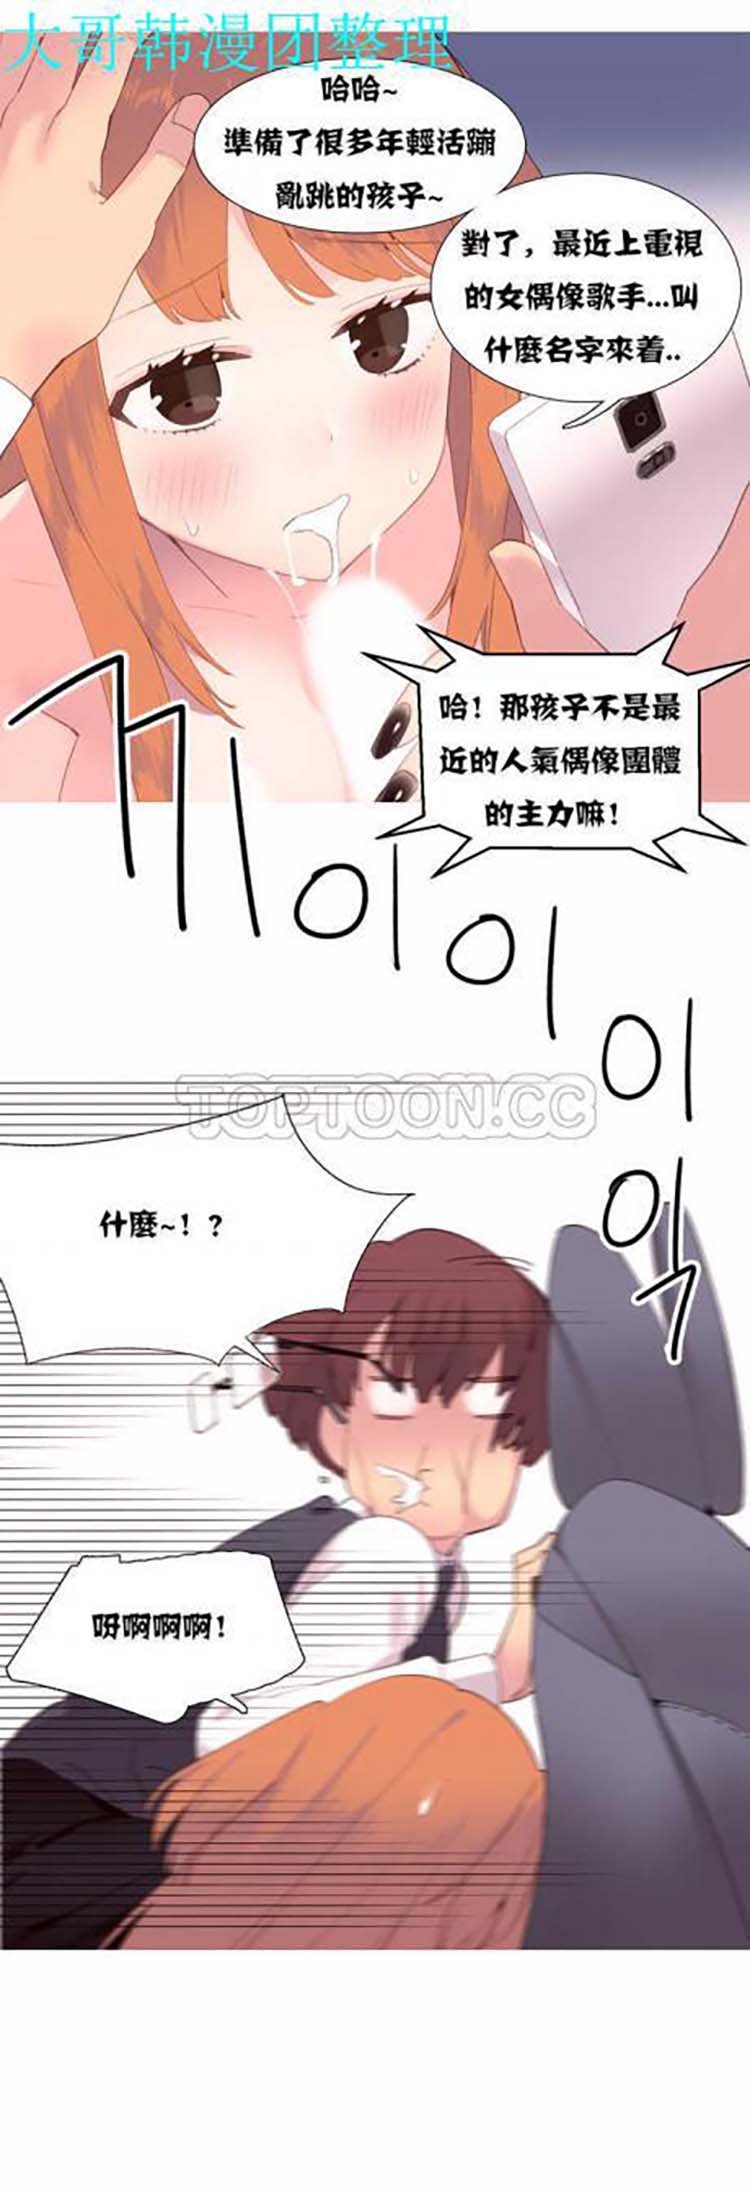 大哥韩漫团整理
哈哈~
準備了很多年輕活蹦
亂跳的孩子~
對了，最近上電視
的女偶像歌手...叫
什麼名字來着..
哈！那孩子不是最
近的人氣偶像團體
的主力嘛！
끼이이이익
TOPTOON.CC
什麼~！？
呀啊啊啊！